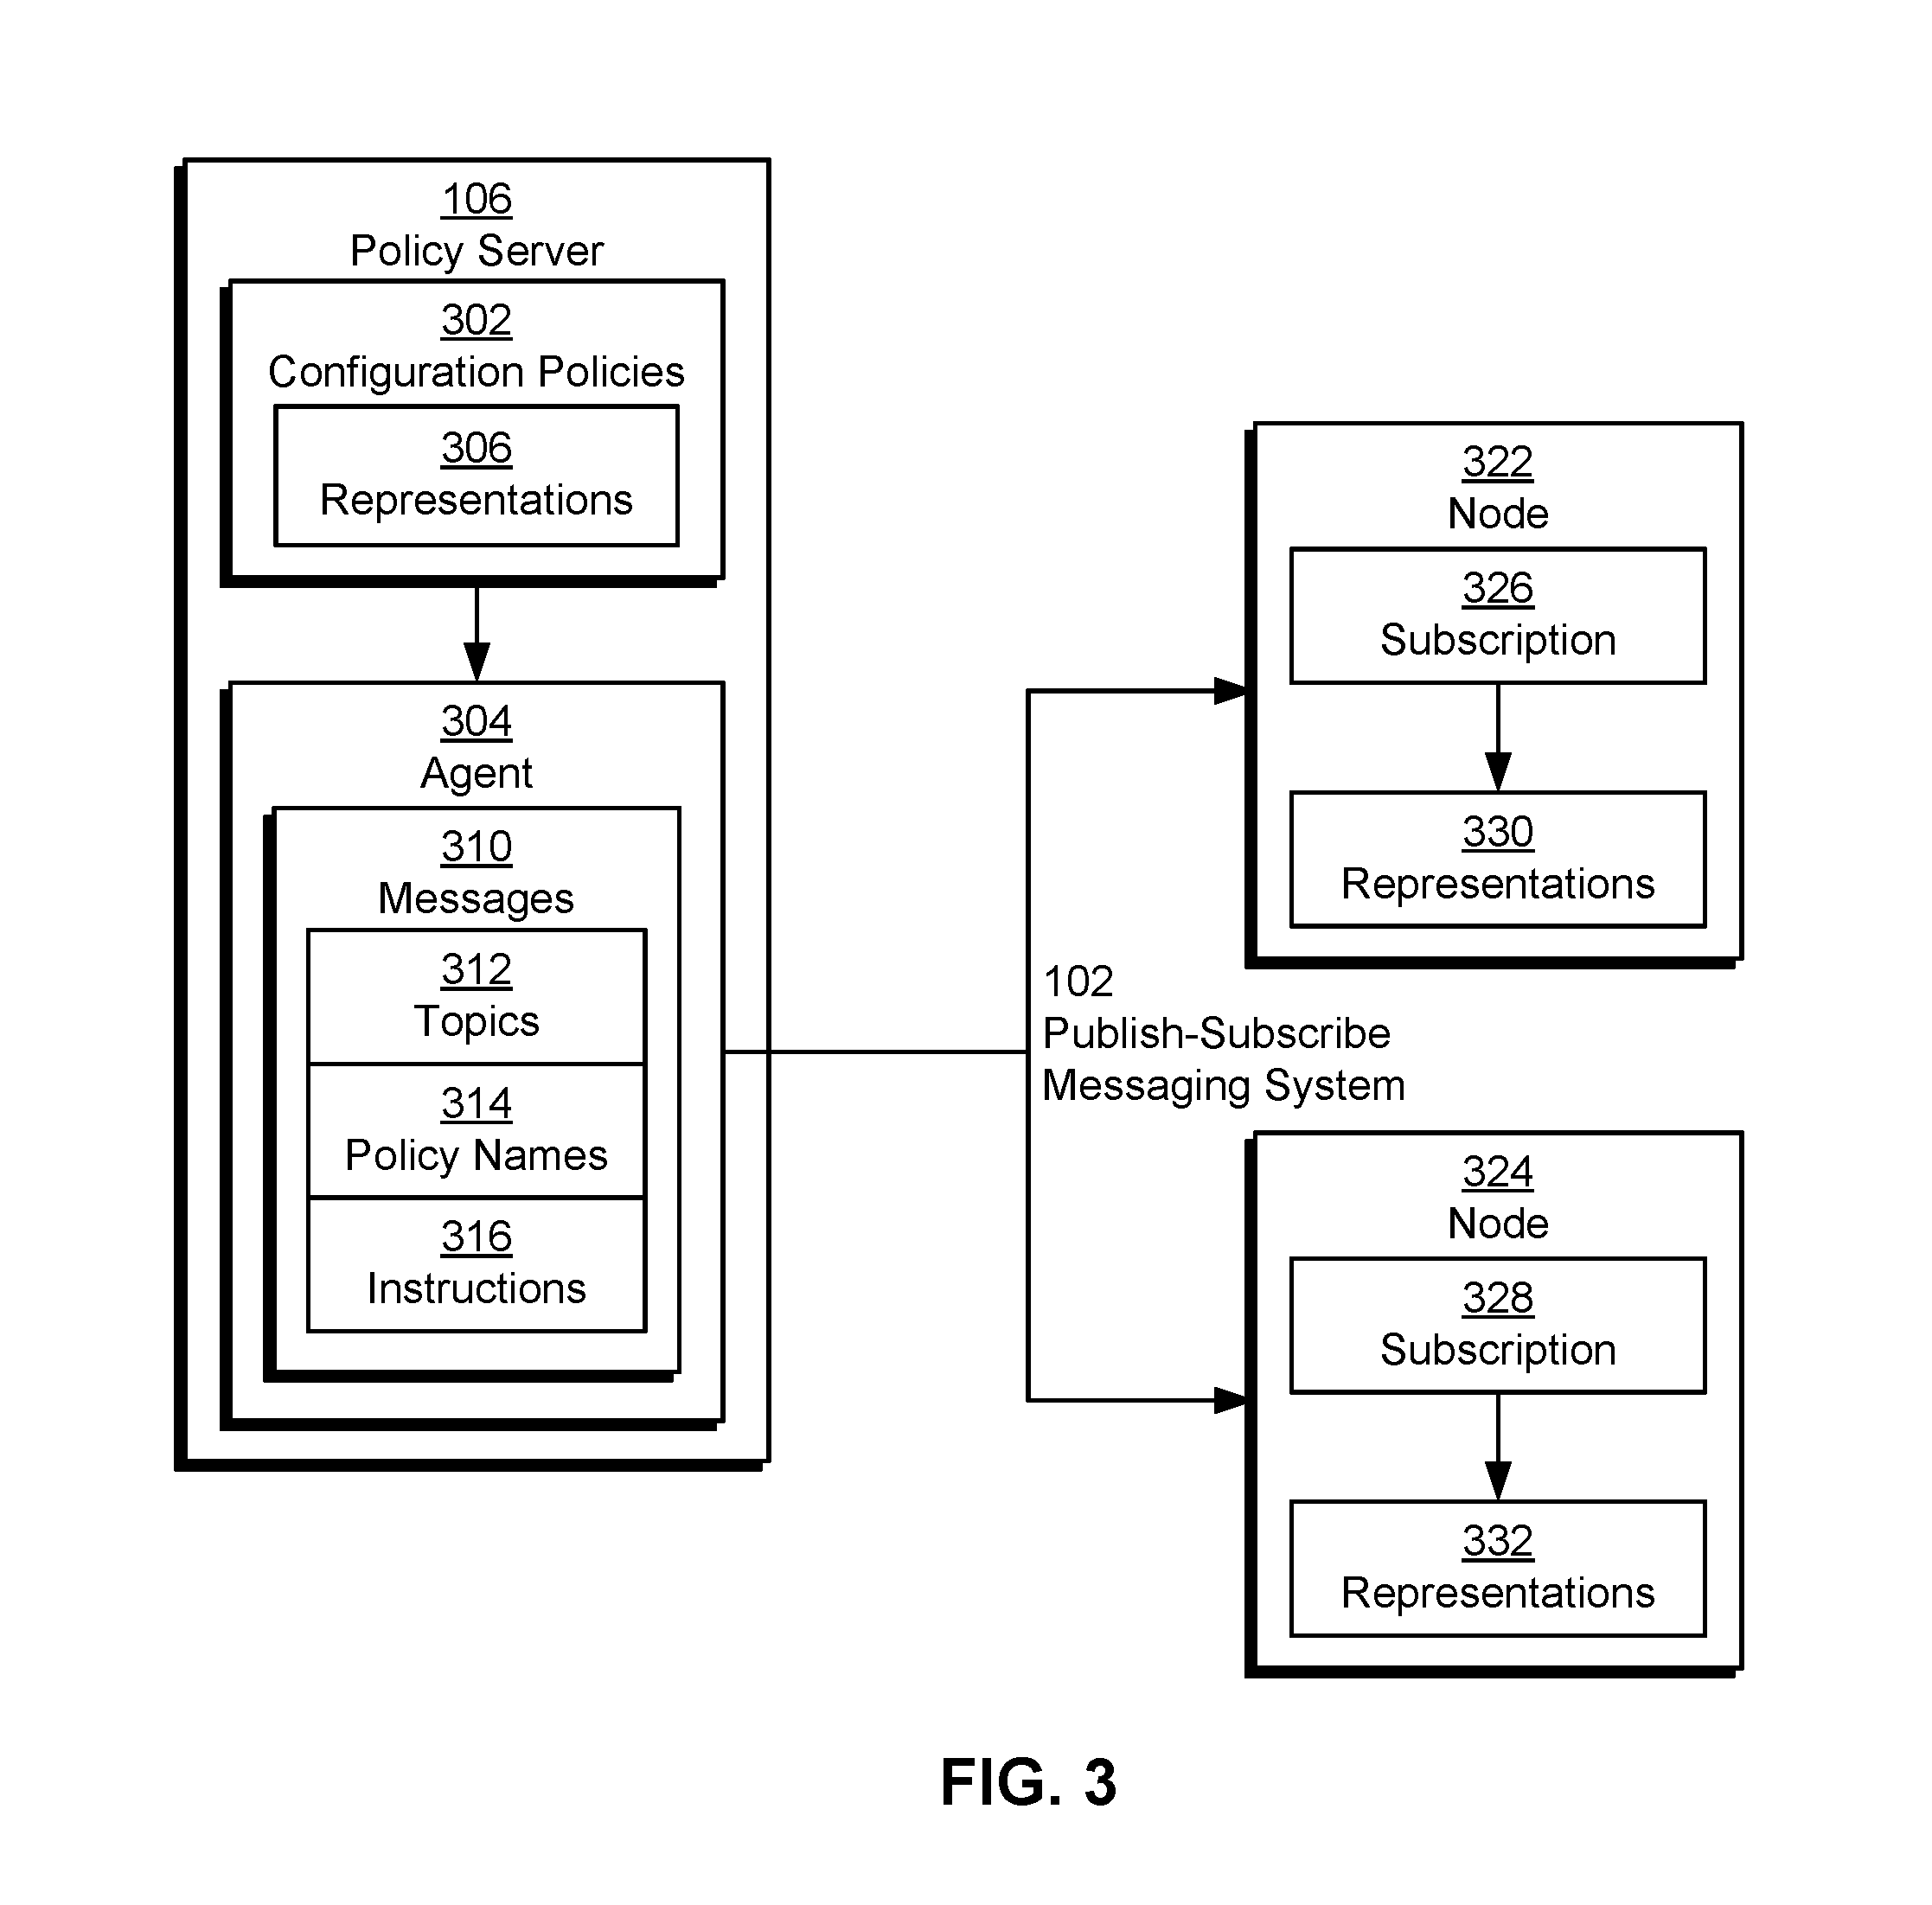 106
Policy Server
302
Configuration Policies
306
Representations
304
Agent
310
Messages
312
Topics
314
Policy Names
316
Instructions
102
Publish-Subscribe
Messaging System
322
Node
326
Subscription
330
Representations
324
Node
328
Subscription
332
Representations
FIG. 3